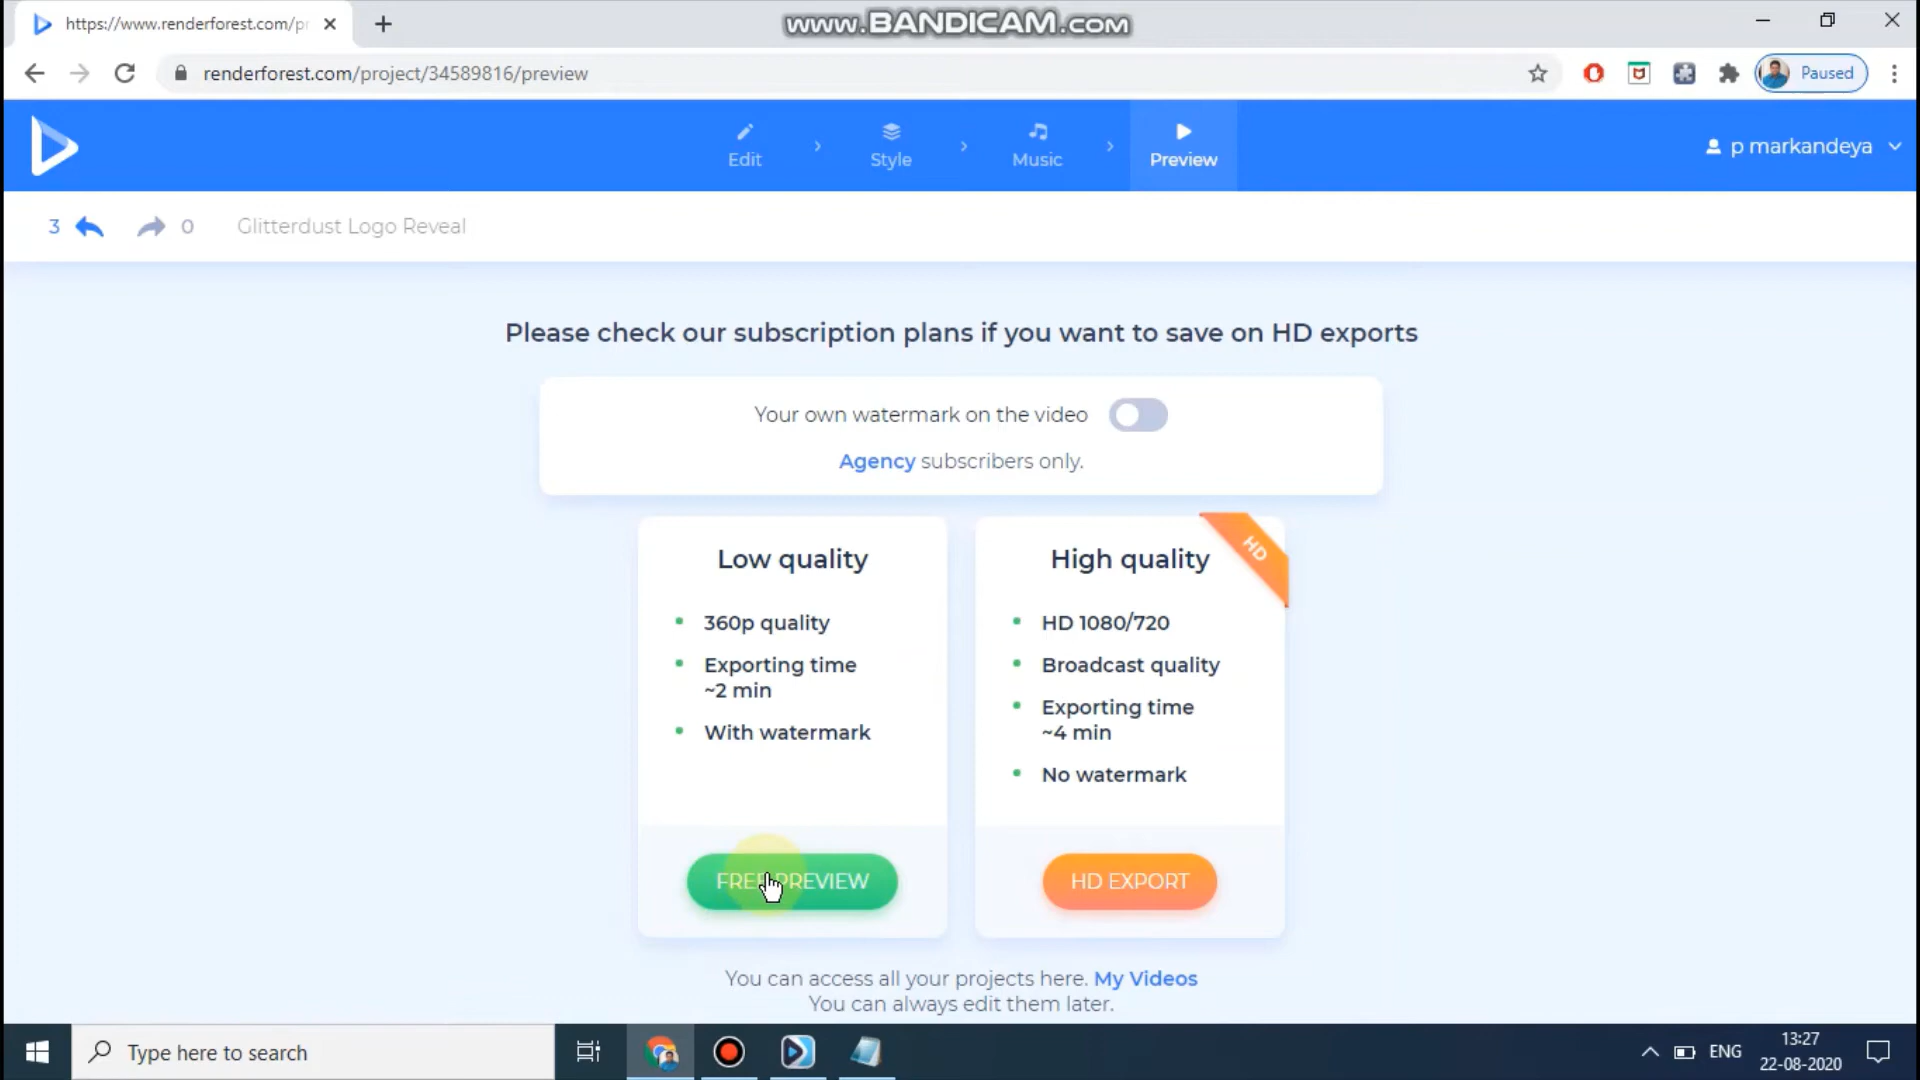 https://www.renderforest.com/pr
www.BANDICAM.com
renderforest.com/project/34589816/preview
Paused
Edit
Style
Music
Preview
p markandeya
3
0
Glitterdust Logo Reveal
Please check our subscription plans if you want to save on HD exports
Your own watermark on the video
Agency subscribers only.
Low quality
360p quality
Exporting time
~2 min
With watermark
FREE PREVIEW
High quality
HD
HD 1080/720
Broadcast quality
Exporting time
~4 min
No watermark
HD EXPORT
You can access all your projects here. My Videos
You can always edit them later.
Type here to search
ENG
13:27
22-08-2020